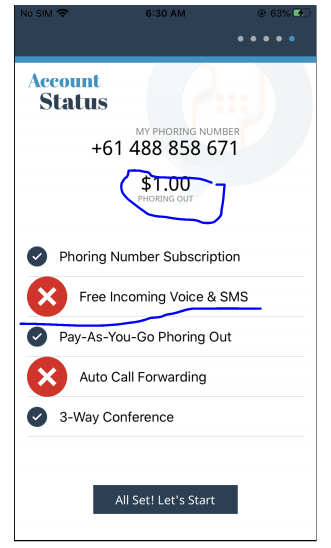 No SIM 6:30 AM 63%
Account
Status
MY PHORING NUMBER
+61 488 858 671
$1.00
PHORING OUT
Phoring Number Subscription
Free Incoming Voice & SMS
Pay-As-You-Go Phoring Out
Auto Call Forwarding
3-Way Conference
All Set! Let's Start